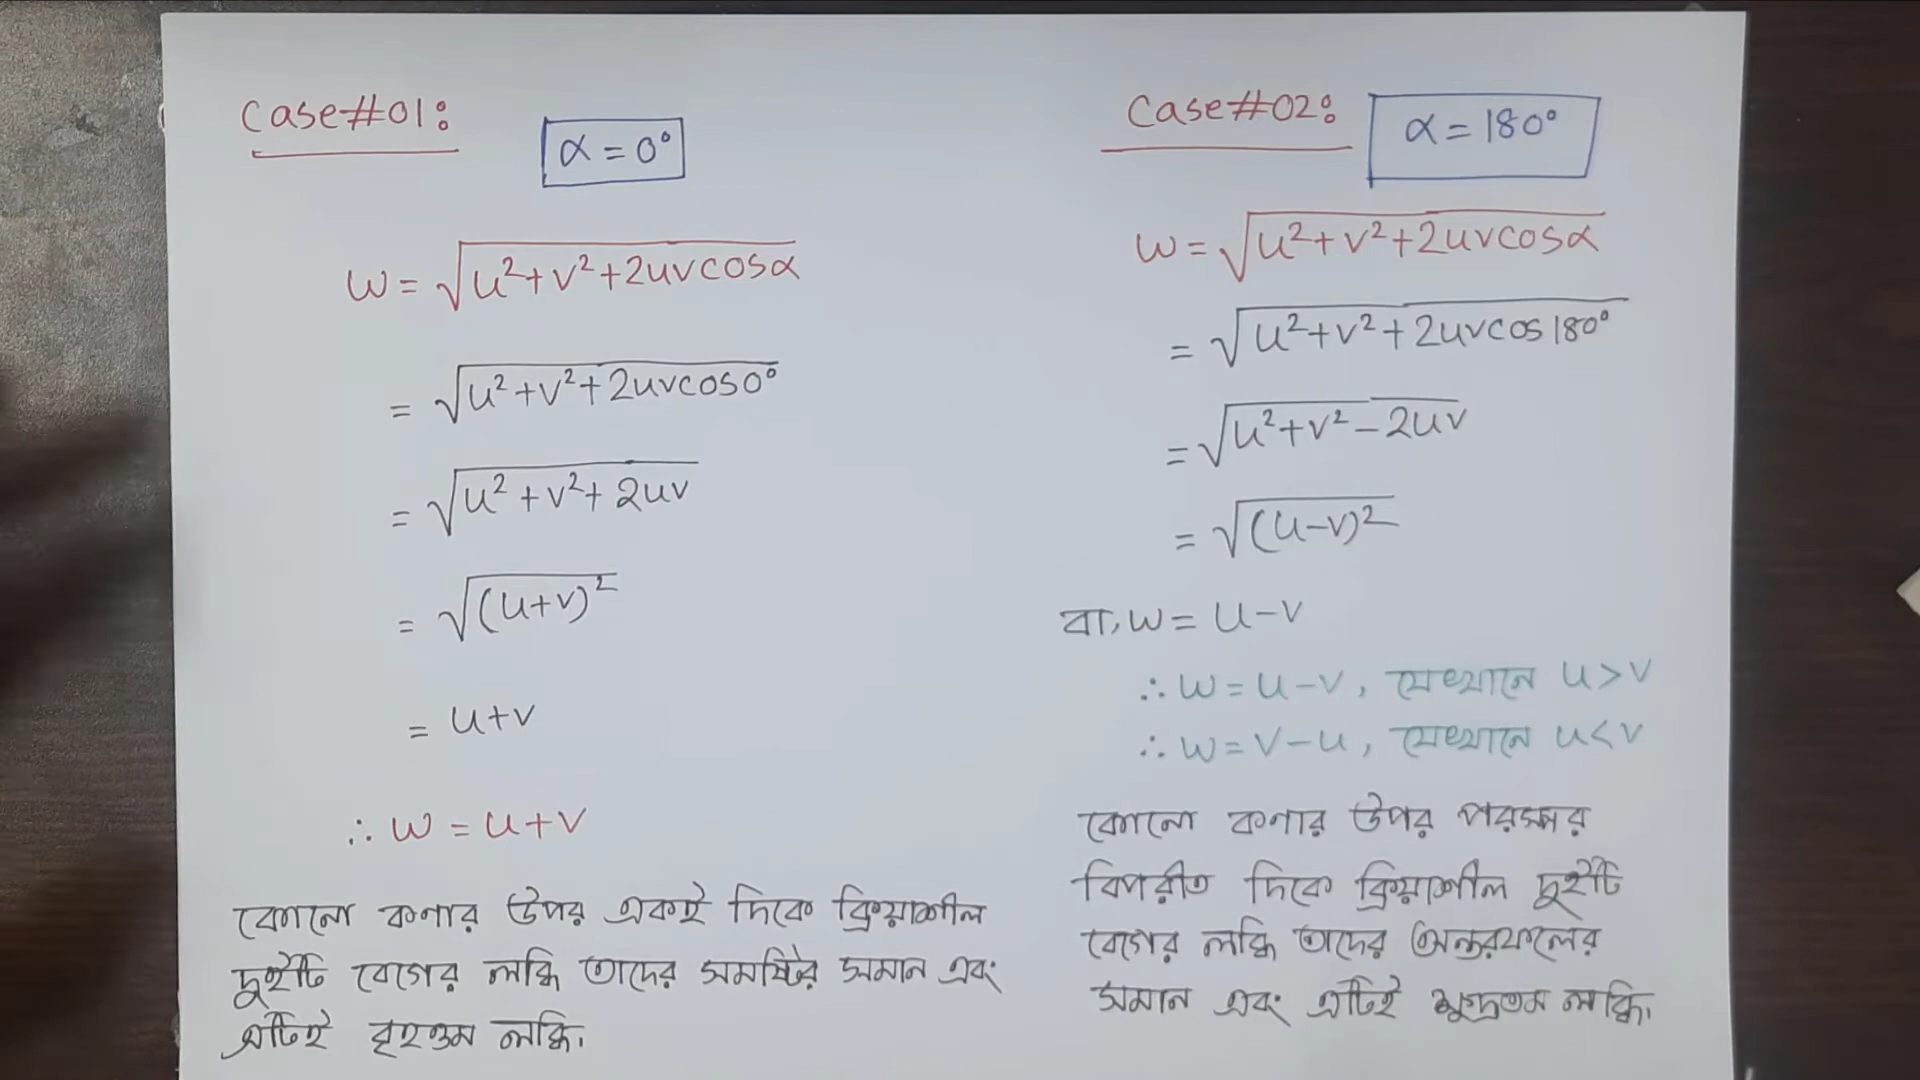 Case#01:
α = 0°
w = √(u²+v²+2uvcosα)
= √(u²+v²+2uvcos0°)
= √(u²+v²+2uv)
= √(u+v)²
= u+v
∴ w = u+v
কোনো কণার উপর একই দিকে ক্রিয়াশীল
দুইটি বেগের লব্ধি তাদের সমষ্টির সমান এবং
এটিই বৃহত্তম লব্ধি।
Case#02:
α = 180°
w = √(u²+v²+2uvcosα)
= √(u²+v²+2uvcos180°)
= √(u²+v²-2uv)
= √(u-v)²
বা, w = u-v
∴ w = u-v, যেখানে u>v
∴ w = v-u, যেখানে u<v
কোনো কণার উপর পরস্পর
বিপরীত দিকে ক্রিয়াশীল দুইটি
বেগের লব্ধি তাদের অন্তরফলের
সমান এবং এটিই ক্ষুদ্রতম লব্ধি।